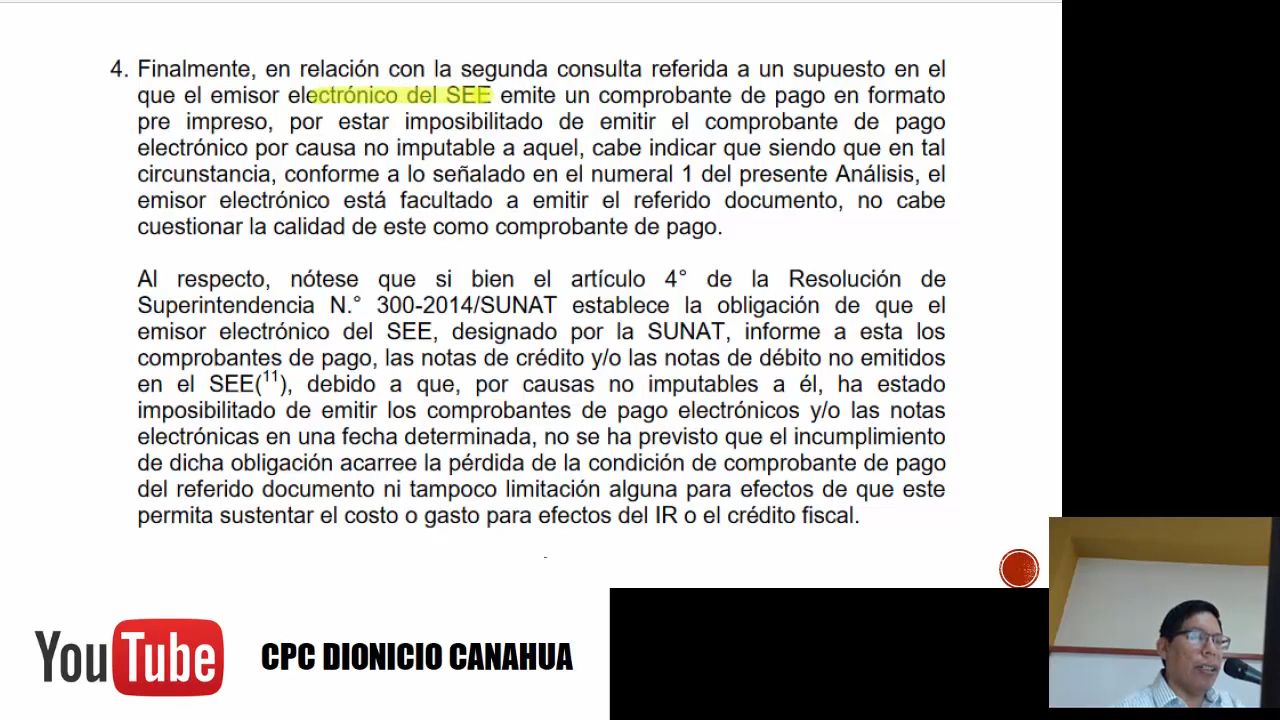 4. Finalmente, en relación con la segunda consulta referida a un supuesto en el
que el emisor electrónico del SEE emite un comprobante de pago en formato
pre impreso, por estar imposibilitado de emitir el comprobante de pago
electrónico por causa no imputable a aquel, cabe indicar que siendo que en tal
circunstancia, conforme a lo señalado en el numeral 1 del presente Análisis, el
emisor electrónico está facultado a emitir el referido documento, no cabe
cuestionar la calidad de este como comprobante de pago.
Al respecto, nótese que si bien el artículo 4° de la Resolución de
Superintendencia N.° 300-2014/SUNAT establece la obligación de que el
emisor electrónico del SEE, designado por la SUNAT, informe a esta los
comprobantes de pago, las notas de crédito y/o las notas de débito no emitidos
en el SEE(11), debido a que, por causas no imputables a él, ha estado
imposibilitado de emitir los comprobantes de pago electrónicos y/o las notas
electrónicas en una fecha determinada, no se ha previsto que el incumplimiento
de dicha obligación acarree la pérdida de la condición de comprobante de pago
del referido documento ni tampoco limitación alguna para efectos de que este
permita sustentar el costo o gasto para efectos del IR o el crédito fiscal.
YouTube CPC DIONICIO CANAHUA